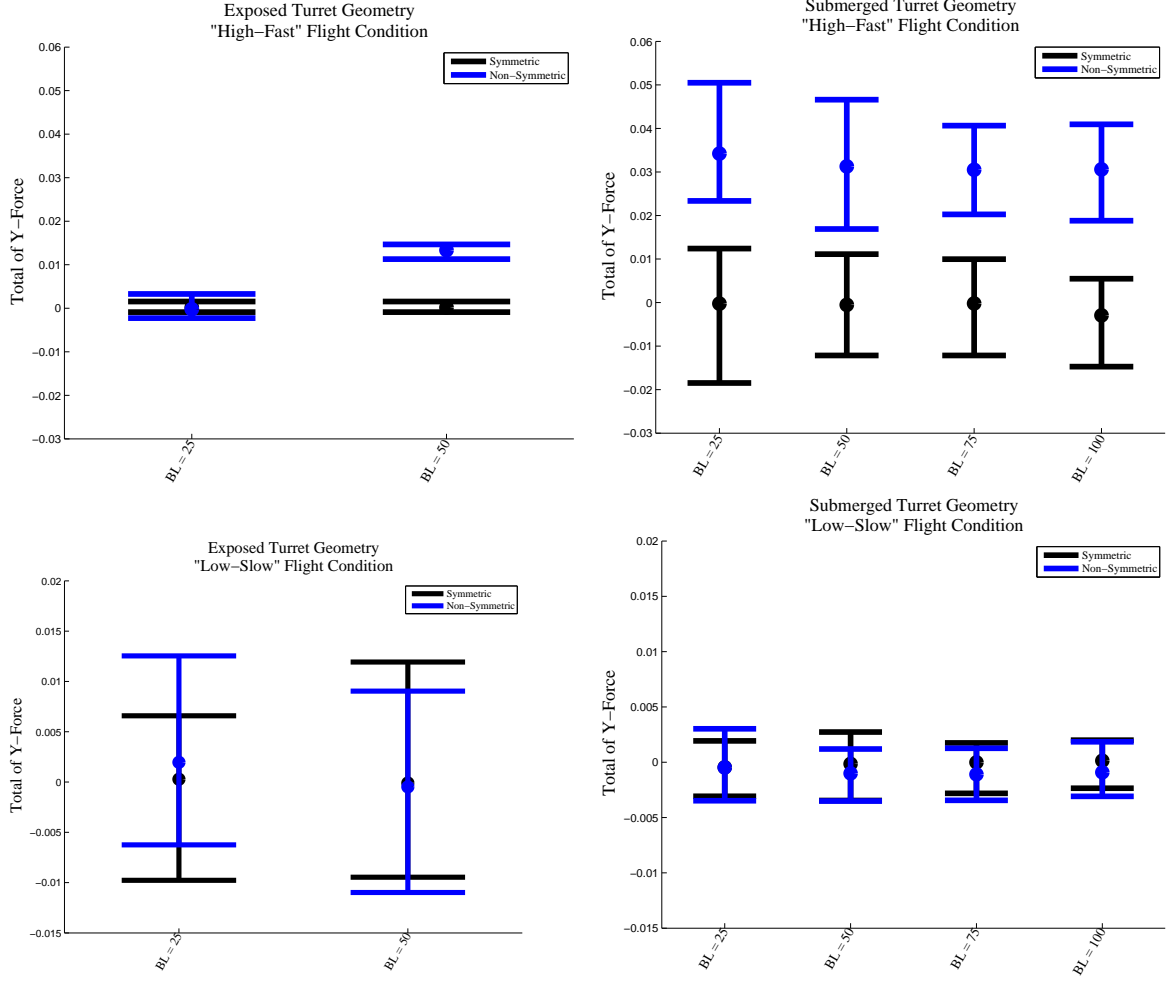 Exposed Turret Geometry
"High−Fast" Flight Condition
0.06
0.05
0.04
0.03
0.02
0.01
0
−0.01
−0.02
−0.03
Total of Y−Force
Symmetric
Non−Symmetric
BL = 25
BL = 50
Submerged Turret Geometry
"High−Fast" Flight Condition
0.06
0.05
0.04
0.03
0.02
0.01
0
−0.01
−0.02
−0.03
Total of Y−Force
Symmetric
Non−Symmetric
BL = 25
BL = 50
BL = 75
BL = 100
Exposed Turret Geometry
"Low−Slow" Flight Condition
0.02
0.015
0.01
0.005
0
−0.005
−0.01
−0.015
Total of Y−Force
Symmetric
Non−Symmetric
BL = 25
BL = 50
Submerged Turret Geometry
"Low−Slow" Flight Condition
0.02
0.015
0.01
0.005
0
−0.005
−0.01
−0.015
Total of Y−Force
Symmetric
Non−Symmetric
BL = 25
BL = 50
BL = 75
BL = 100